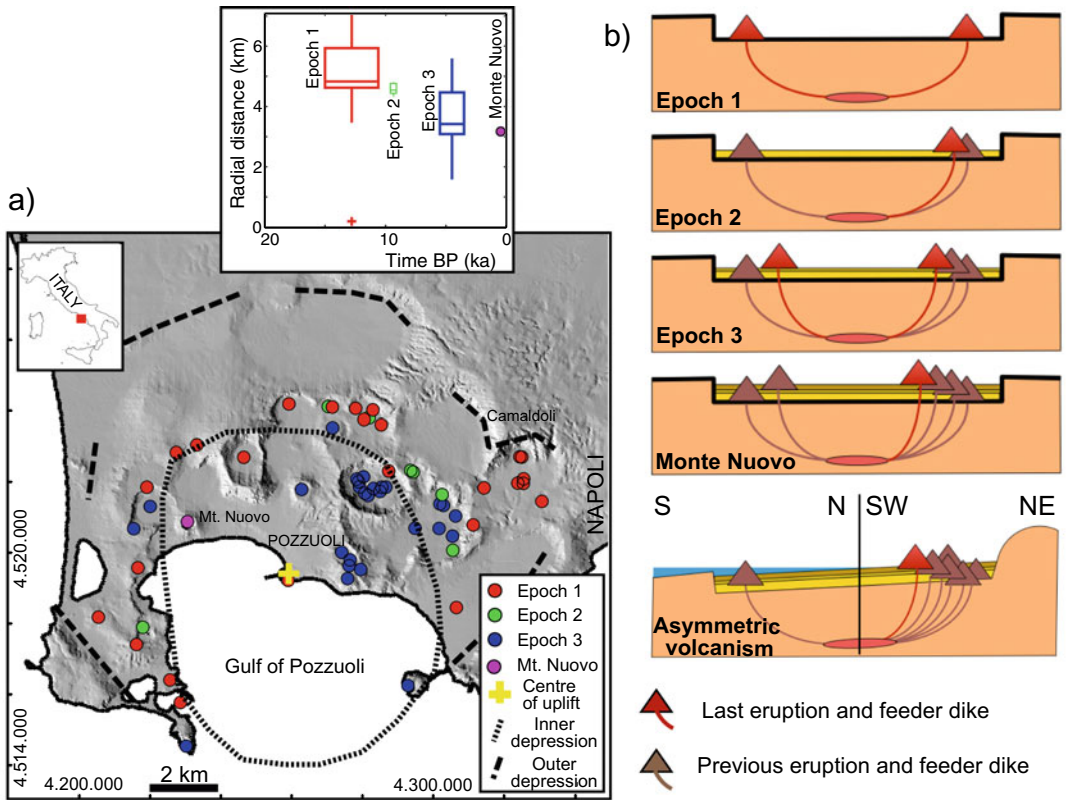 a)
Radial distance (km)
6
4
2
0
20
10
0
Time BP (ka)
Epoch 1
Epoch 2
Epoch 3
Monte Nuovo
ITALY
Camaldoli
NAPOLI
Mt. Nuovo
POZZUOLI
Gulf of Pozzuoli
4.520.000
4.514.000
4.200.000
4.300.000
2 km
Epoch 1
Epoch 2
Epoch 3
Mt. Nuovo
Centre
of uplift
Inner
depression
Outer
depression
b)
Epoch 1
Epoch 2
Epoch 3
Monte Nuovo
S
N
SW
NE
Asymmetric
volcanism
Last eruption and feeder dike
Previous eruption and feeder dike